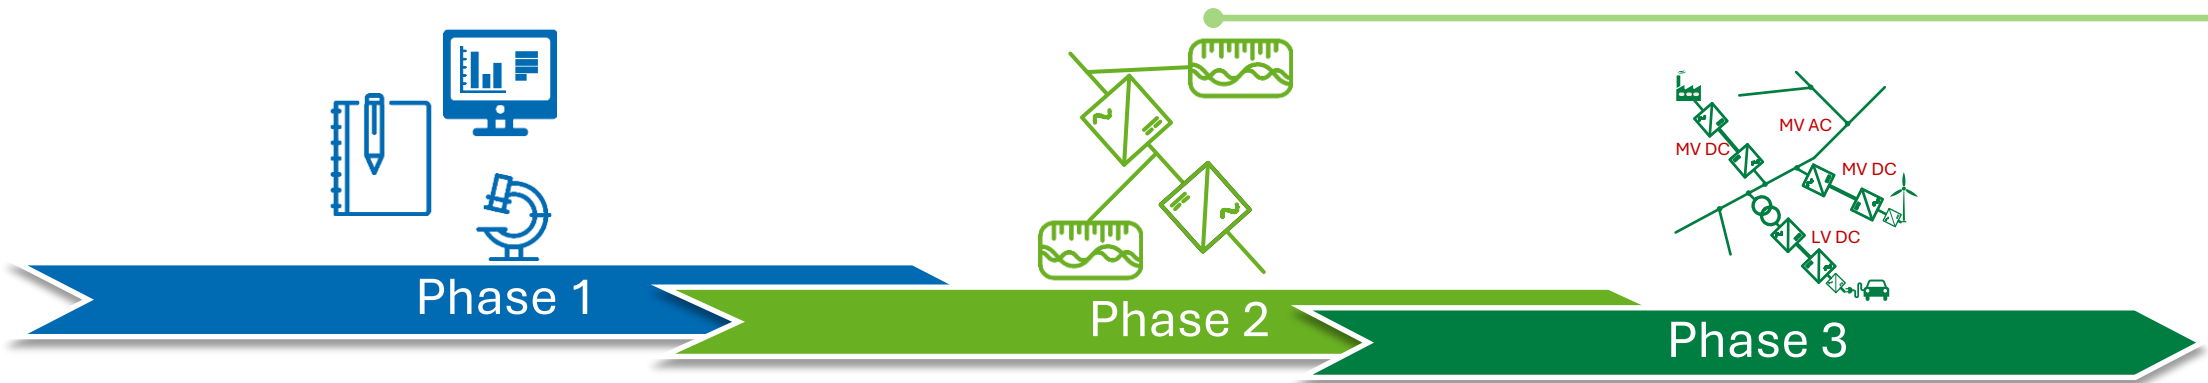 MV AC
MV DC
MV DC
LV DC
Phase 1
Phase 2
Phase 3